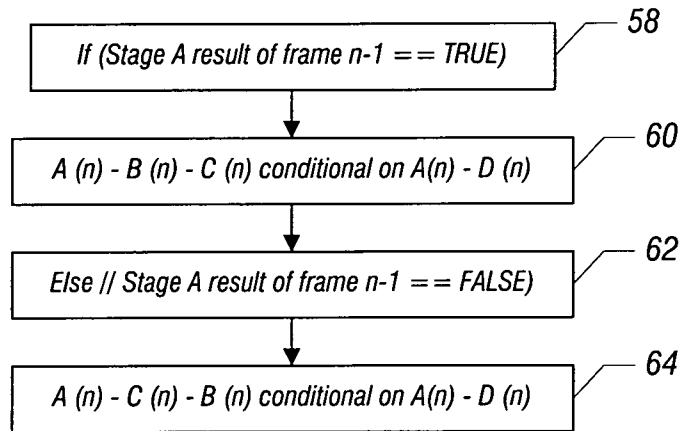 If (Stage A result of frame n-1 == TRUE)
58
A (n) - B (n) - C (n) conditional on A(n) - D (n)
60
Else // Stage A result of frame n-1 == FALSE)
62
A (n) - C (n) - B (n) conditional on A(n) - D (n)
64